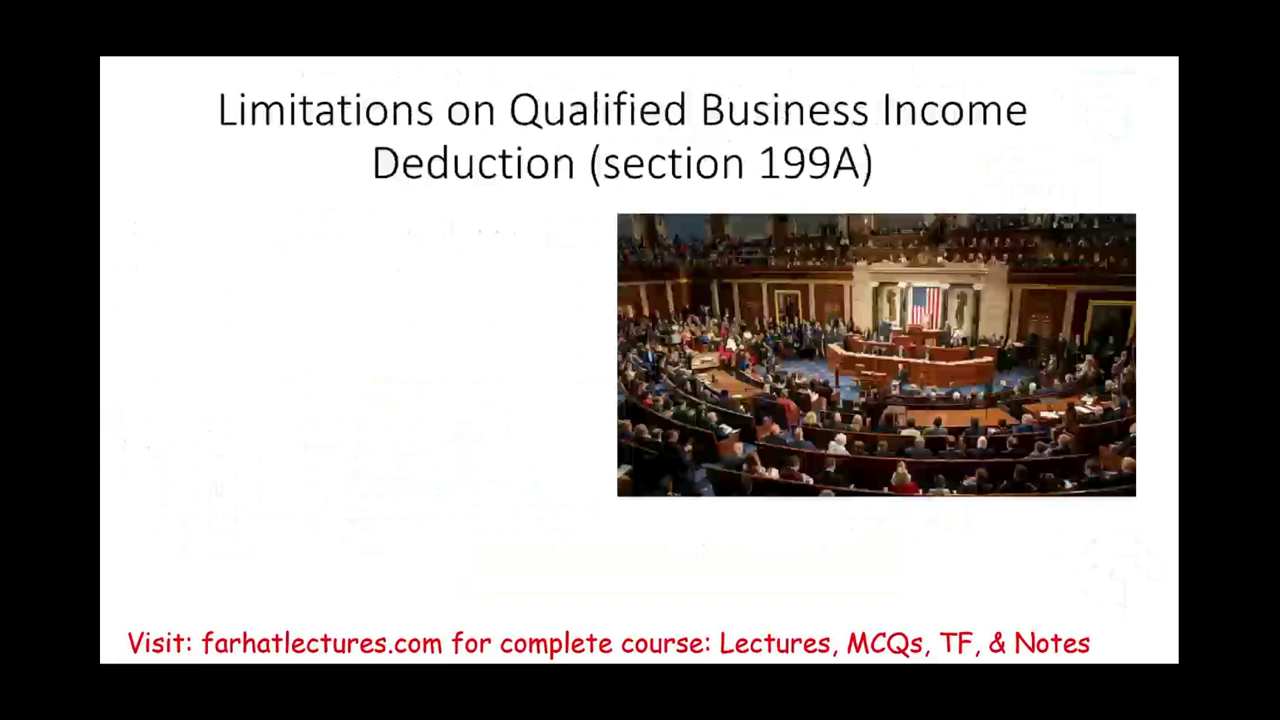 Limitations on Qualified Business Income
Deduction (section 199A)
Visit: farhatlectures.com for complete course: Lectures, MCQs, TF, & Notes